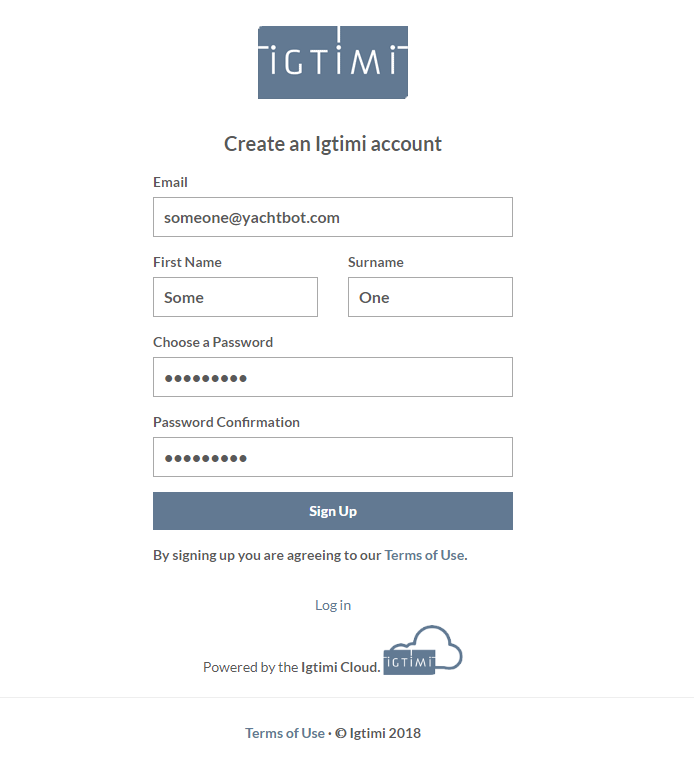 IGTIMI
Create an Igtimi account
Email
someone@yachtbot.com
First Name
Surname
Some
One
Choose a Password
●●●●●●●●●
Password Confirmation
●●●●●●●●●
Sign Up
By signing up you are agreeing to our Terms of Use.
Log in
Powered by the Igtimi Cloud. IGTIMI
Terms of Use · © Igtimi 2018